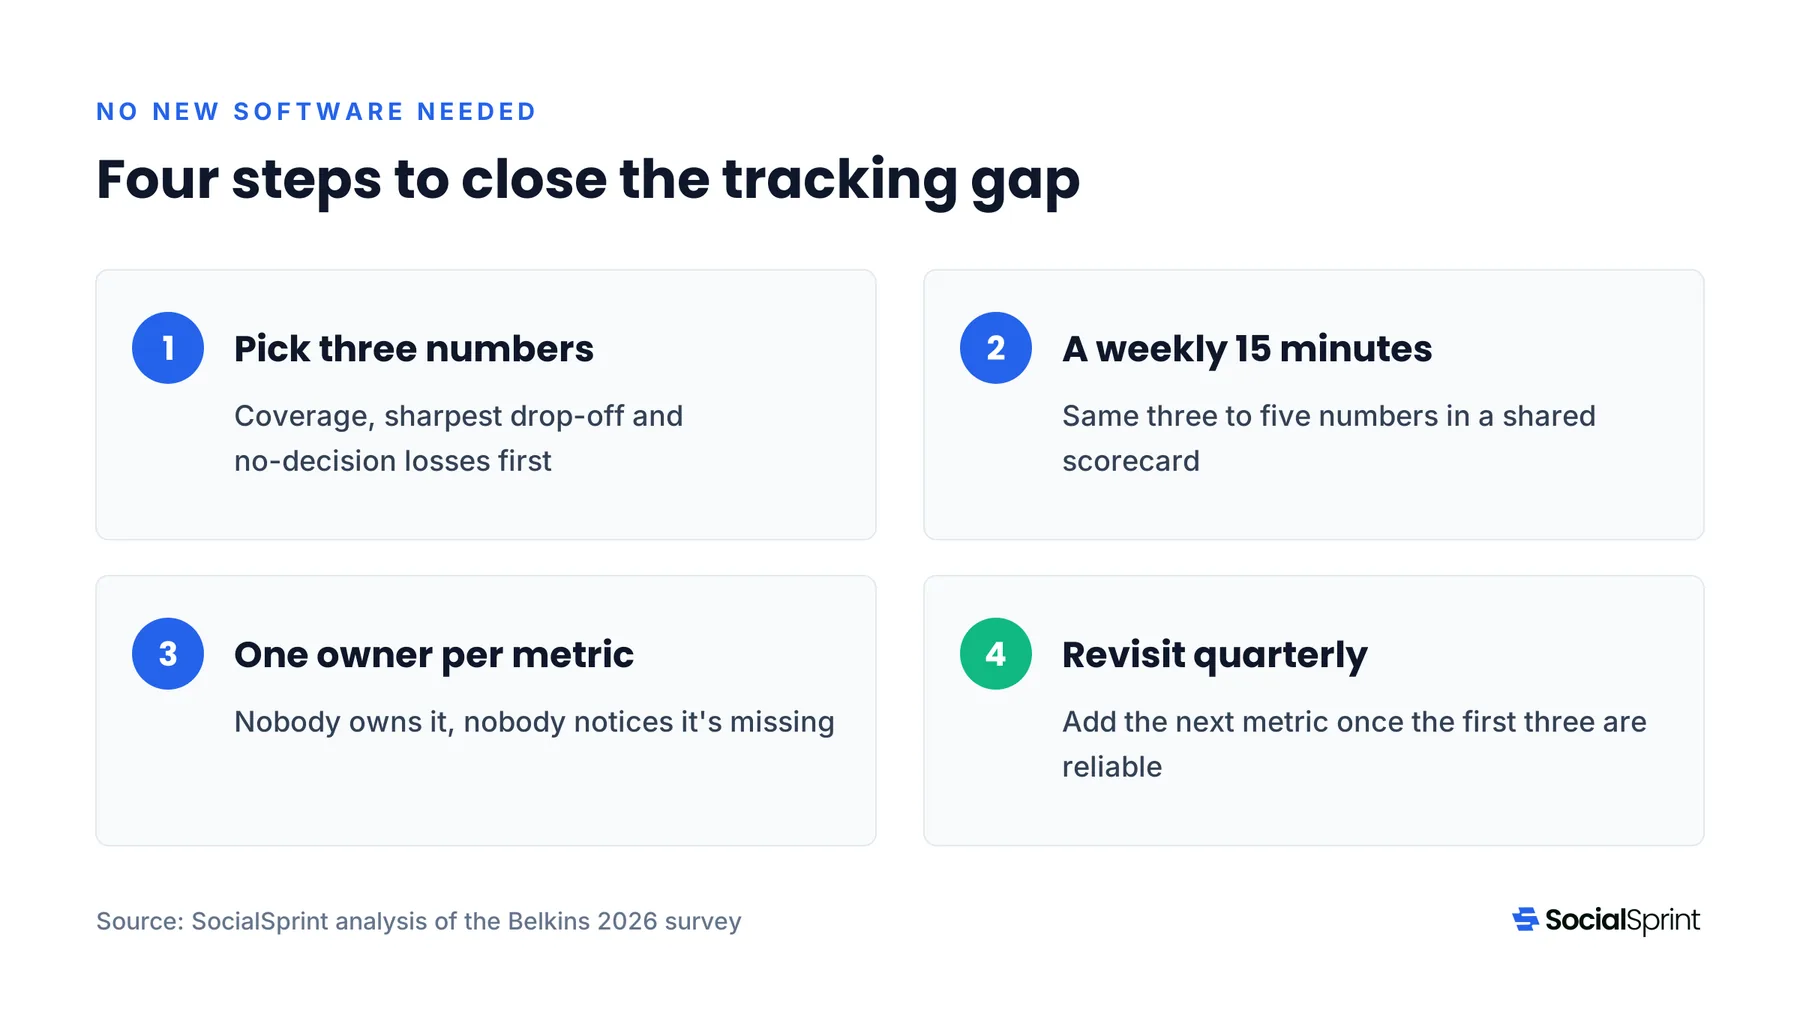 NO NEW SOFTWARE NEEDED
Four steps to close the tracking gap
1
Pick three numbers
Coverage, sharpest drop-off and
no-decision losses first
2
A weekly 15 minutes
Same three to five numbers in a shared
scorecard
3
One owner per metric
Nobody owns it, nobody notices it's missing
4
Revisit quarterly
Add the next metric once the first three are
reliable
Source: SocialSprint analysis of the Belkins 2026 survey
SocialSprint